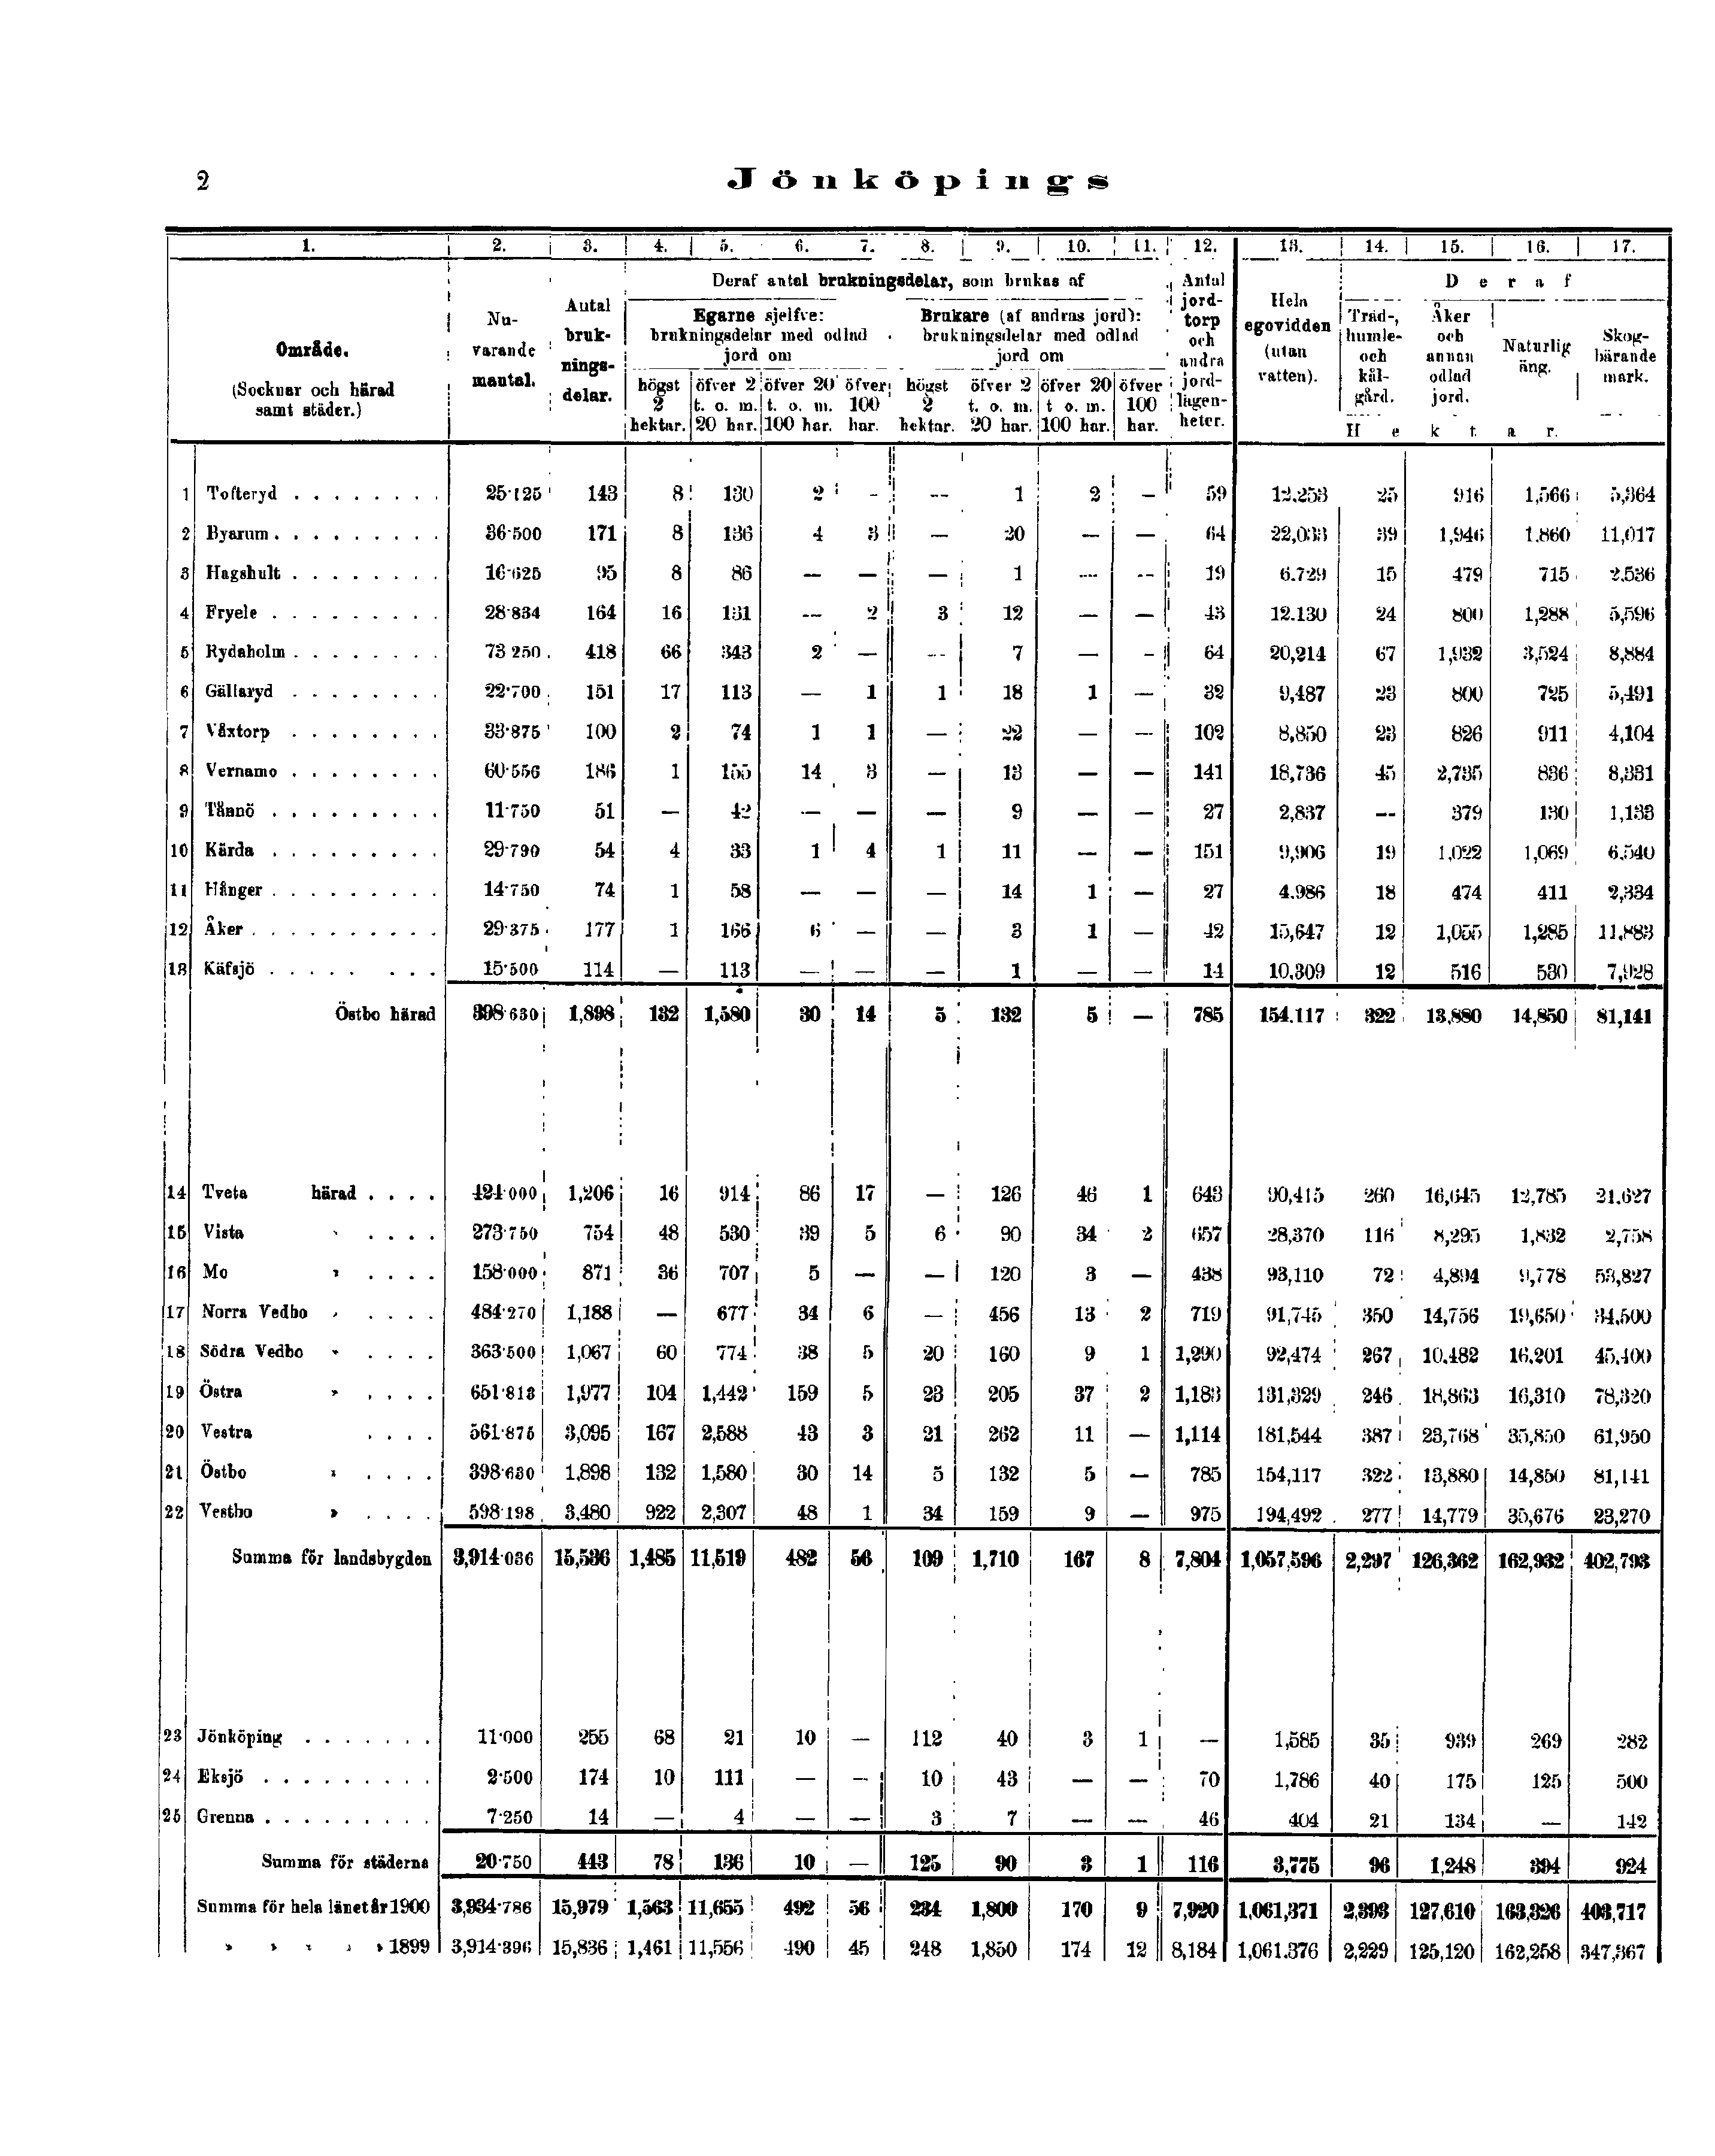 2
Jönköpings
1. 2. 3. 4. 5. 6. 7. 8. 9. 10. 11. 12. 13. 14. 15. 16. 17.
Område.
(Socknar och härad
samt städer.)
Nu-
varande
mantal.
Antal
bruk-
nings-
delar.
Deraf antal brukningsdelar, som brukas af
Egarne sjelfve:
brukningsdelar med odlad
jord om
Brukare (af andras jord):
brukningsdelar med odlad
jord om
högst
2
hektar.
öfver 2
t. o. m.
20 har.
öfver 20
t. o. m.
100 har.
öfver
100
har.
högst
2
hektar.
öfver 2
t. o. m.
20 har.
öfver 20
t o. m.
100 har.
öfver
100
har.
Antal
jord-
torp
och
andra
jord-
lägen-
heter.
Hela
egovidden
(utan
vatten).
Deraf
Träd-,
humle-
och
kål-
gård.
Åker
och
annan
odlad
jord.
Naturlig
äng.
Skog-
bärande
mark.
Hektar.
1 Tofteryd . . . . . . . . 25·125 143 8 130 2 - -- 1 2 — 59 12.253 25 916 1,566 5,364
2 Byarum . . . . . . . . . 36·500 171 8 136 4 3 — 20 — — 64 22,033 39 1,946 1.860 11,017
3 Hagshult . . . . . . . . 16·625 95 8 86 — — — 1 --- -- 19 6.729 15 479 715 2.536
4 Fryele . . . . . . . . . 28·834 164 16 131 -- 2 3 12 — — 43 12.130 24 800 1,288 5,596
5 Rydaholm . . . . . . . . 73 250 418 66 343 2 — -- 7 — - 64 20,214 67 1,932 3,524 8,884
6 Gällaryd . . . . . . . . 22·700 151 17 113 — 1 1 18 1 — 32 9,487 23 800 725 5,491
7 Våxtorp . . . . . . . . 33·875 100 2 74 1 1 — 22 — — 102 8,850 23 826 911 4,104
8 Vernamo . . . . . . . . 60·556 186 1 155 14 3 — 13 — — 141 18,736 45 2,735 836 8,331
9 Tånnö . . . . . . . . . 11·750 51 — 42 — — — 9 — — 27 2,837 -- 379 130 1,133
10 Kärda . . . . . . . . . 29·790 54 4 33 1 4 1 11 — — 151 9,906 19 1,022 1,069 6.540
11 Hånger . . . . . . . . . 14·750 74 1 58 — — — 14 1 — 27 4.986 18 474 411 2,334
12 Åker . . . . . . . . . . 29·375 177 1 166 6 — — 3 1 — 42 15,647 12 1,055 1,285 11,883
13 Käfsjö . . . . . . . . 15·500 114 — 113 — — — 1 — — 14 10,309 12 516 530 7,928
Östbo härad 398·630 1,898 132 1,580 30 14 5 132 5 — 785 154.117 322 13,880 14,850 81,141
14 Tveta härad . . . . 424·000 1,206 16 914 86 17 — 126 46 1 643 90,415 260 16,645 12,785 21,627
15 Vista » . . . . 273·750 754 48 530 39 5 6 90 34 2 657 28,370 116 8,295 1,832 2,758
16 Mo » . . . . 158·000 871 36 707 5 — — 120 3 — 438 93,110 72 4,894 9,778 53,827
17 Norra Vedbo » . . . . 484·270 1,188 — 677 34 6 — 456 13 2 719 91,745 350 14,756 19,650 34,500
18 Södra Vedbo » . . . . 363·500 1,067 60 774 38 5 20 160 9 1 1,290 92,474 267 10,482 16,201 45,400
19 Östra » . . . . 651·813 1,977 104 1,442 159 5 23 205 37 2 1,183 131,329 246 18,863 16,310 78,320
20 Vestra . . . . 561·875 3,095 167 2,588 43 3 21 262 11 — 1,114 181,544 387 23,768 35,850 61,950
21 Östbo » . . . . 398·630 1,898 132 1,580 30 14 5 132 5 — 785 154,117 322 13,880 14,850 81,141
22 Vestbo » . . . . 598·198 3,480 922 2,307 48 1 34 159 9 — 975 194,492 277 14,779 35,676 23,270
Summa för landsbygden 3,914·036 15,536 1,485 11,519 482 56 109 1,710 167 8 7,804 1,057,596 2,297 126,362 162,932 402,793
23 Jönköping . . . . . . . 11·000 255 68 21 10 — 112 40 3 1 — 1,585 35 939 269 282
24 Eksjö . . . . . . . . . 2·500 174 10 111 — — 10 43 — — 70 1,786 40 175 125 500
25 Grenna . . . . . . . . . 7·250 14 — 4 — — 3 7 — — 46 404 21 134 — 142
Summa för städerna 20·750 443 78 136 10 — 125 90 3 1 116 3,775 96 1,248 394 924
Summa för hela länet år 1900 3,934·786 15,979 1,563 11,655 492 56 234 1,800 170 9 7,920 1,061,371 2,393 127,610 163,326 403,717
» » » » » 1899 3,914·396 15,836 1,461 11,556 490 45 248 1,850 174 12 8,184 1,061.376 2,229 125,120 162,258 347,367